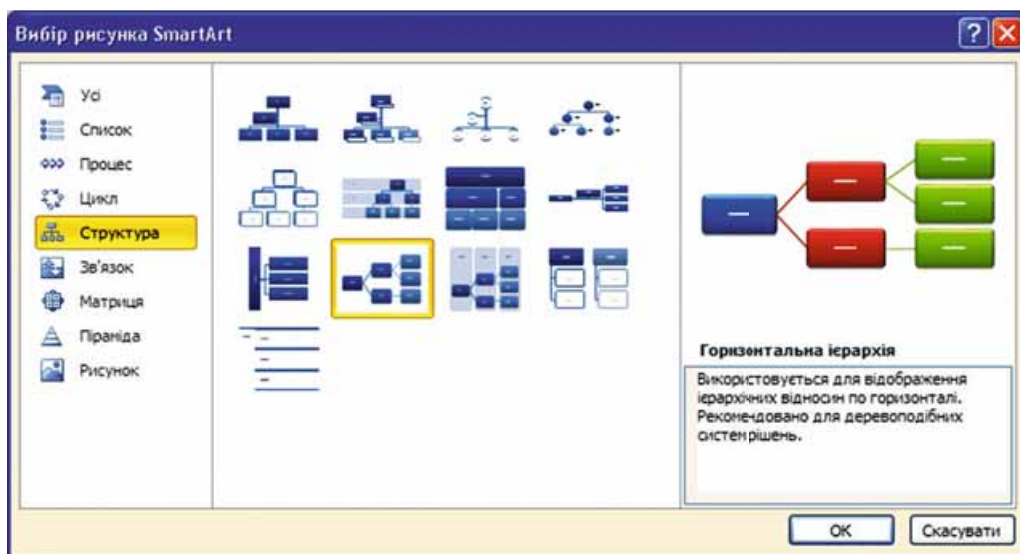 Вибір рисунка SmartArt
Усі
Список
Процес
Цикл
Структура
Зв'язок
Матриця
Піраміда
Рисунок
Горизонтальна ієрархія
Використовується для відображення
ієрархічних відносин по горизонталі.
Рекомендовано для деревоподібних
систем рішень.
ОК
Скасувати